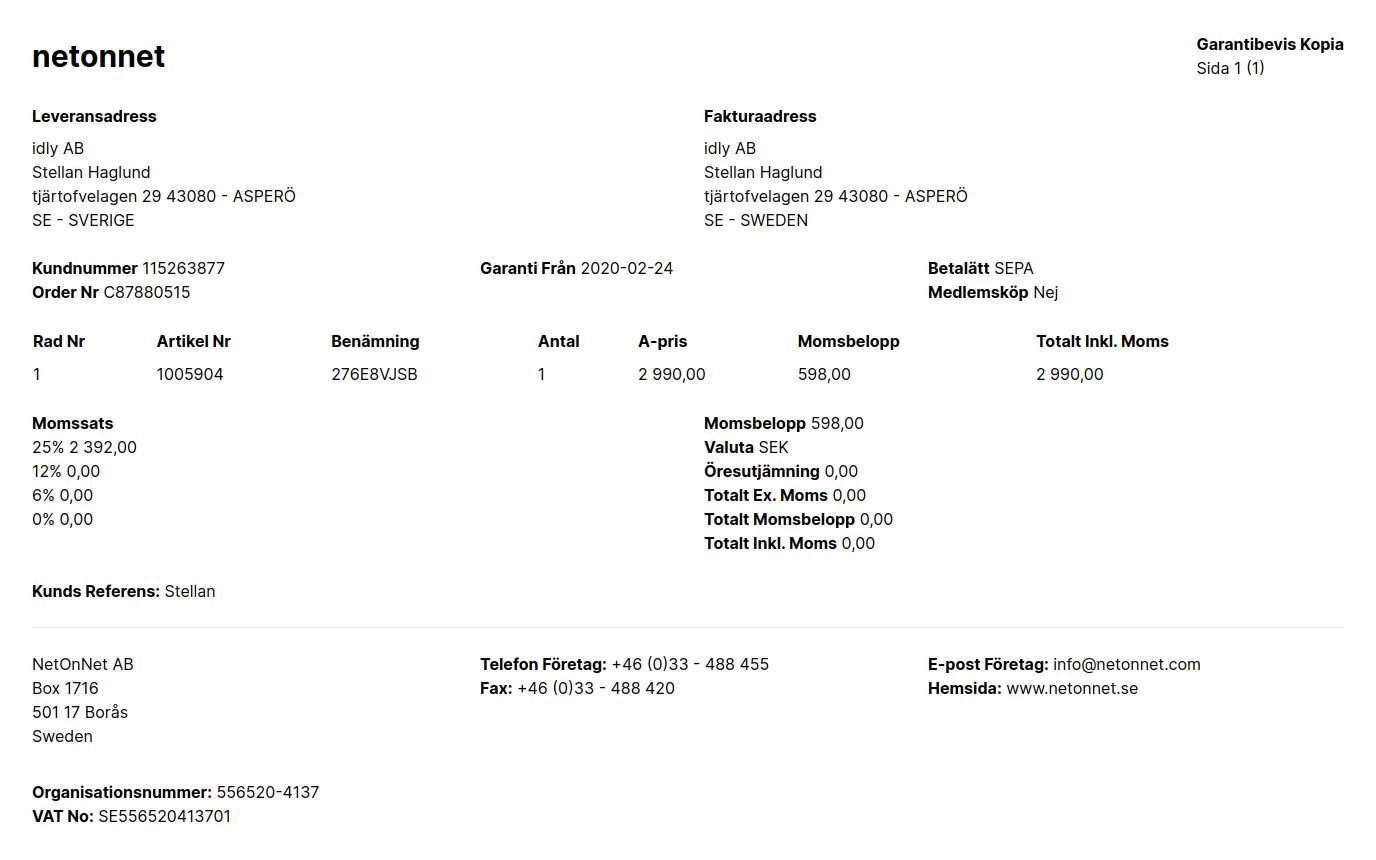 netonnet
Garantibevis Kopia
Sida 1 (1)
Leveransadress
idly AB
Stellan Haglund
tjärtofvelagen 29 43080 - ASPERÖ
SE - SVERIGE
Fakturaadress
idly AB
Stellan Haglund
tjärtofvelagen 29 43080 - ASPERÖ
SE - SWEDEN
Kundnummer 115263877
Order Nr C87880515
Garanti Från 2020-02-24
Betalätt SEPA
Medlemsköp Nej
Rad Nr Artikel Nr Benämning Antal A-pris Momsbelopp Totalt Inkl. Moms
1 1005904 276E8VJSB 1 2 990,00 598,00 2 990,00
Momssats
25% 2 392,00
12% 0,00
6% 0,00
0% 0,00
Momsbelopp 598,00
Valuta SEK
Öresutjämning 0,00
Totalt Ex. Moms 0,00
Totalt Momsbelopp 0,00
Totalt Inkl. Moms 0,00
Kunds Referens: Stellan
NetOnNet AB
Box 1716
501 17 Borås
Sweden
Telefon Företag: +46 (0)33 - 488 455
Fax: +46 (0)33 - 488 420
E-post Företag: info@netonnet.com
Hemsida: www.netonnet.se
Organisationsnummer: 556520-4137
VAT No: SE556520413701